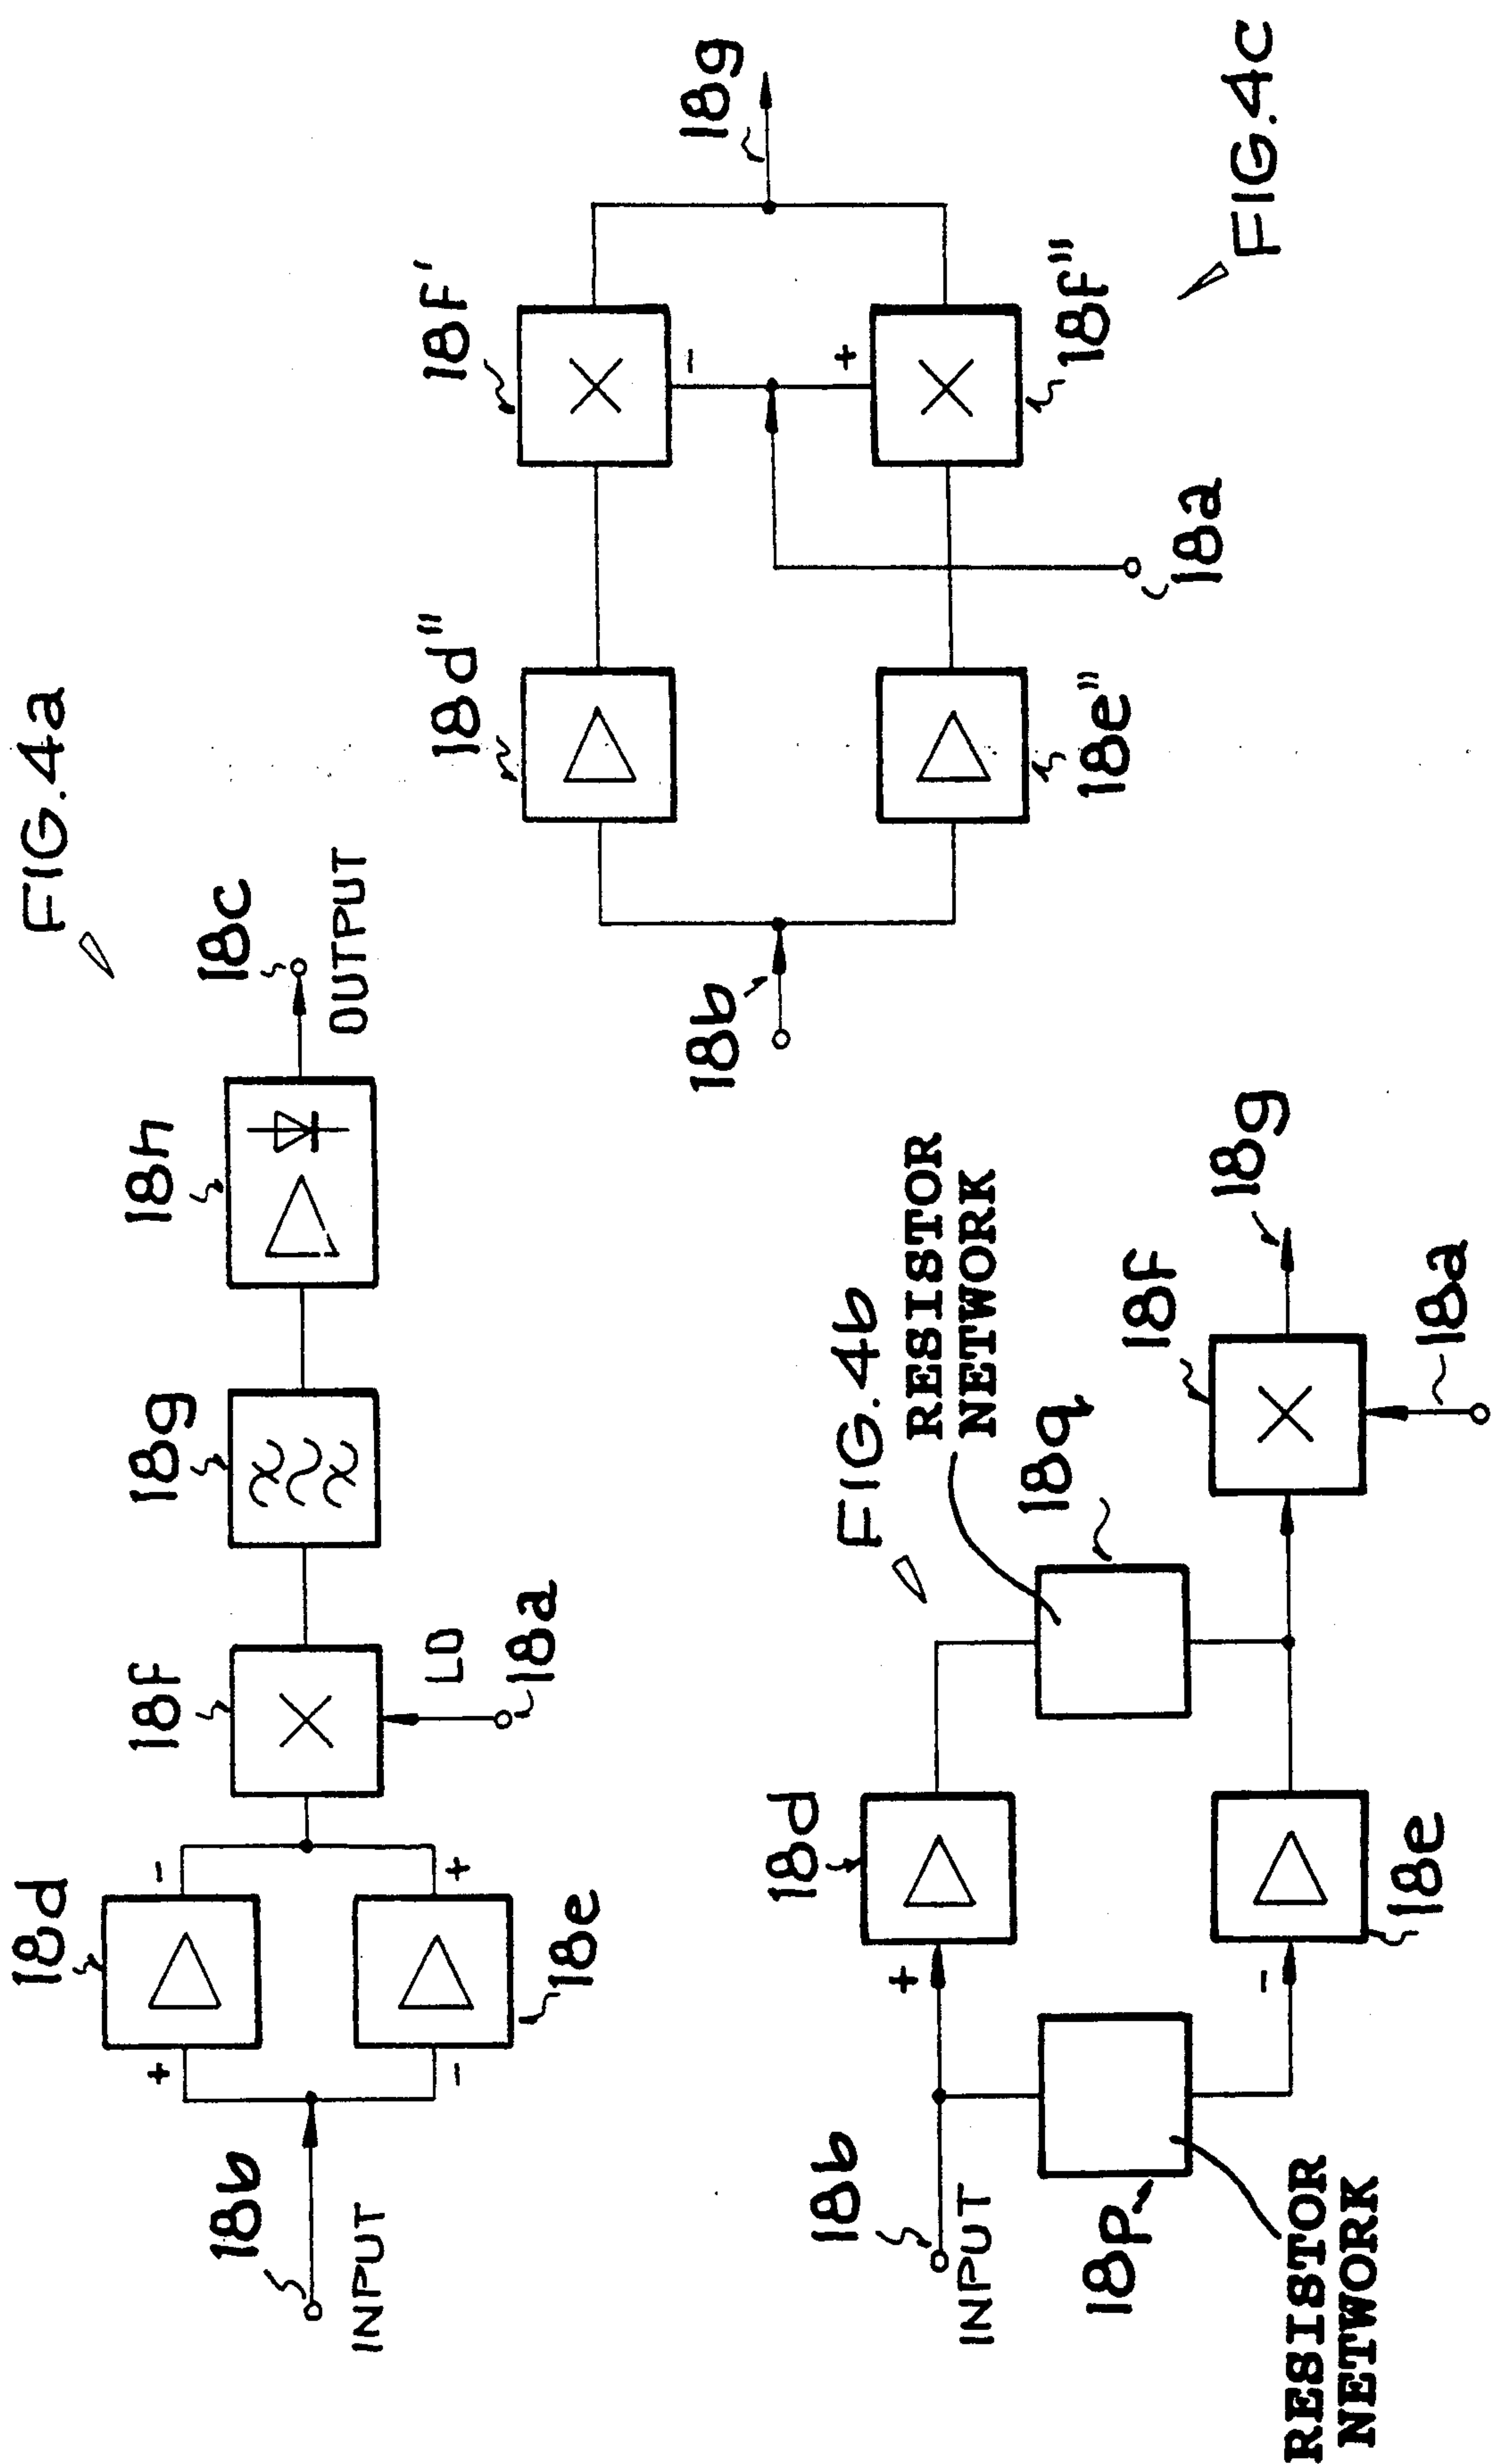 FIG.4a
18d
-
+
18F
18g
18h
18c
OUTPUT
+
-
18e
LO
18a
18b
INPUT
FIG.4b
RESISTOR
NETWORK
18q
18d
+
-
18F
18g
18a
18e
18b
INPUT
18p
RESISTOR
NETWORK
18d"
18F'
-
+
18g
18b
18e"
18F"
18a
FIG.4c